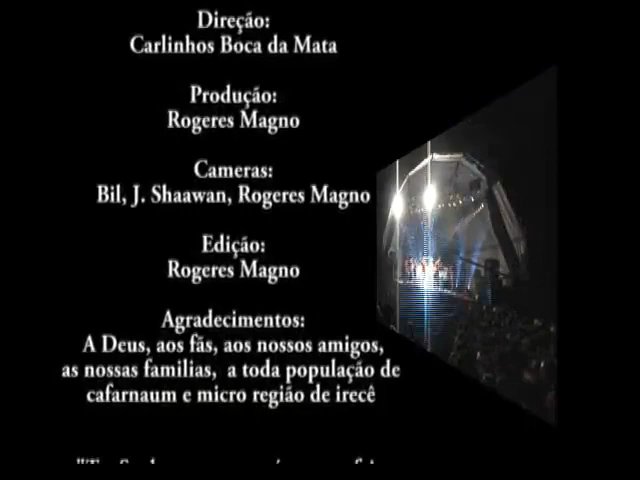 Direção:
Carlinhos Boca da Mata
Produção:
Rogeres Magno
Cameras:
Bil, J. Shaawan, Rogeres Magno
Edição:
Rogeres Magno
Agradecimentos:
A Deus, aos fãs, aos nossos amigos,
as nossas familias, a toda população de
cafarnaum e micro região de irecê